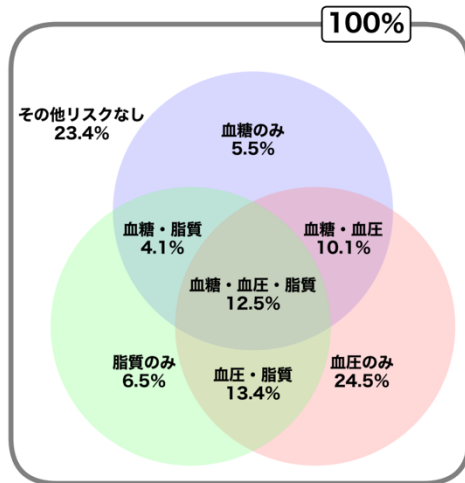 100%
その他リスクなし
23.4%
血糖のみ
5.5%
血糖・脂質
4.1%
血糖・血圧
10.1%
血糖・血圧・脂質
12.5%
脂質のみ
6.5%
血圧・脂質
13.4%
血圧のみ
24.5%